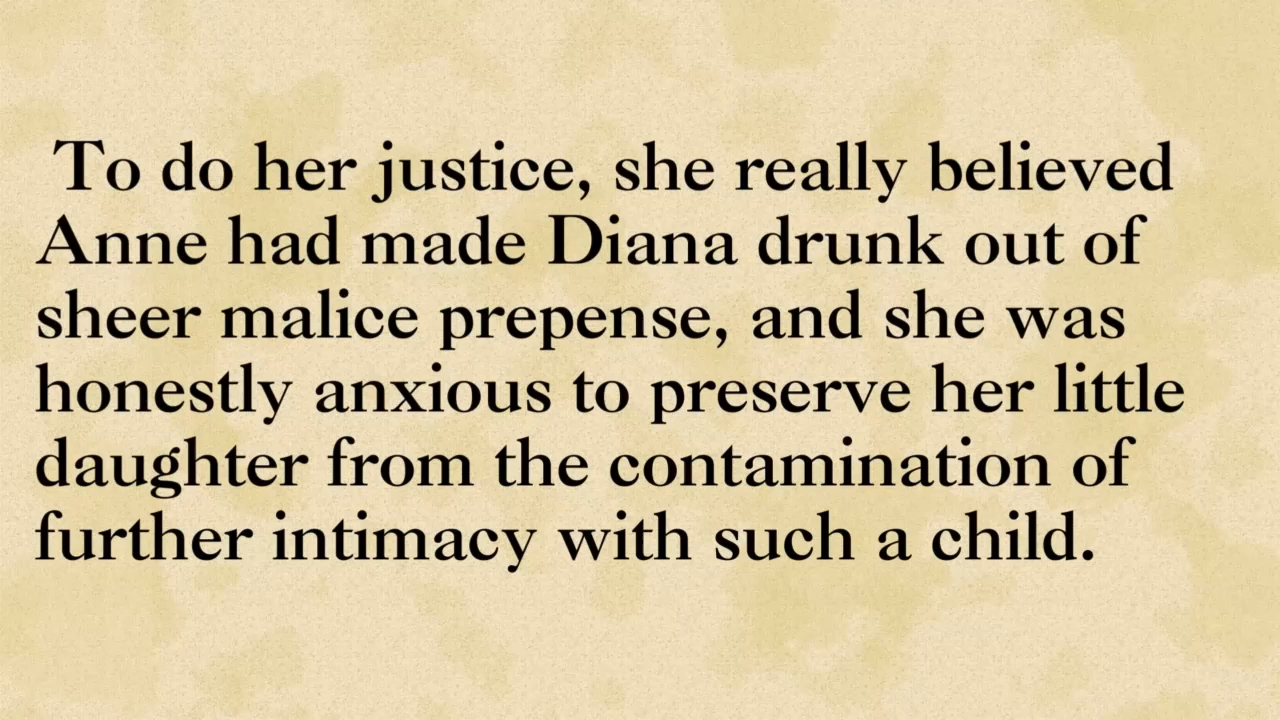 To do her justice, she really believed
Anne had made Diana drunk out of
sheer malice prepense, and she was
honestly anxious to preserve her little
daughter from the contamination of
further intimacy with such a child.